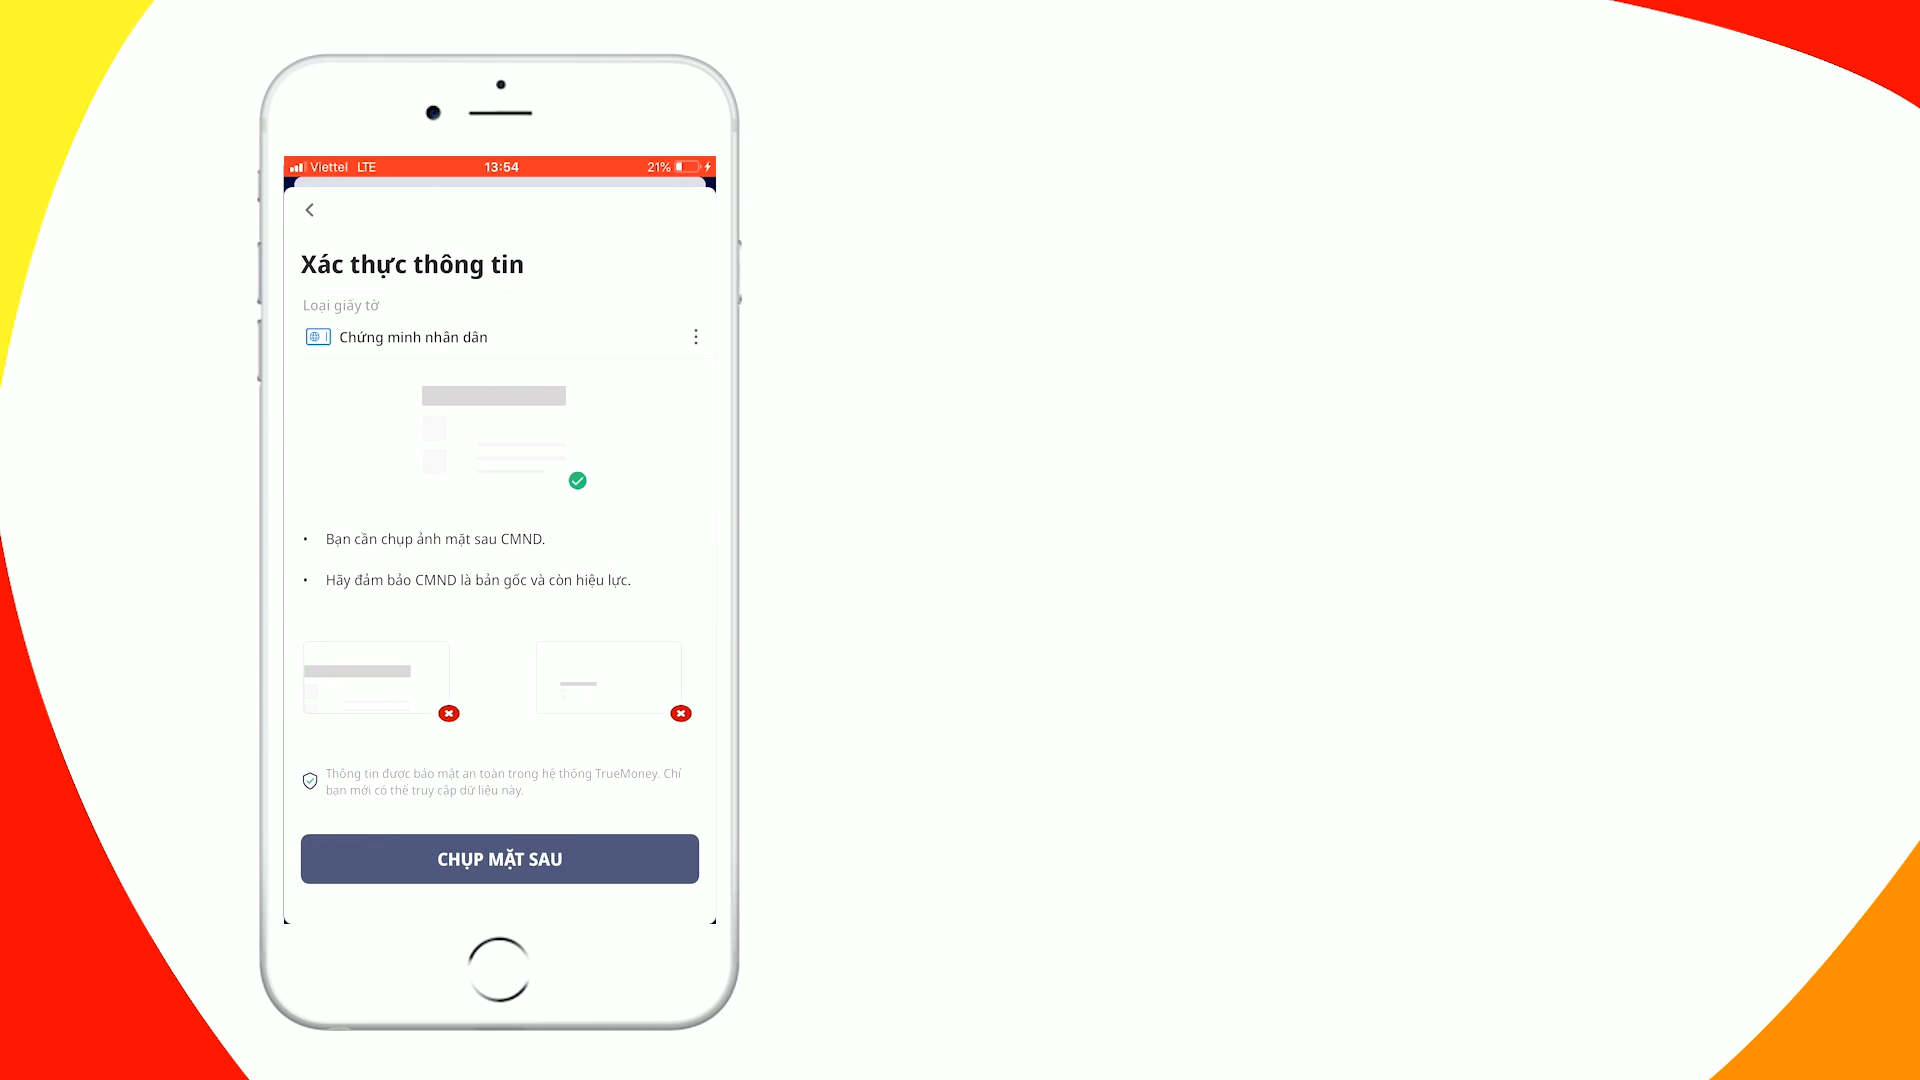 Viettel LTE 13:54 21%
Xác thực thông tin
Loại giấy tờ
Chứng minh nhân dân
• Bạn cần chụp ảnh mặt sau CMND.
• Hãy đảm bảo CMND là bản gốc và còn hiệu lực.
Thông tin được bảo mật an toàn trong hệ thống TrueMoney. Chỉ
bạn mới có thể truy cập dữ liệu này.
CHỤP MẶT SAU